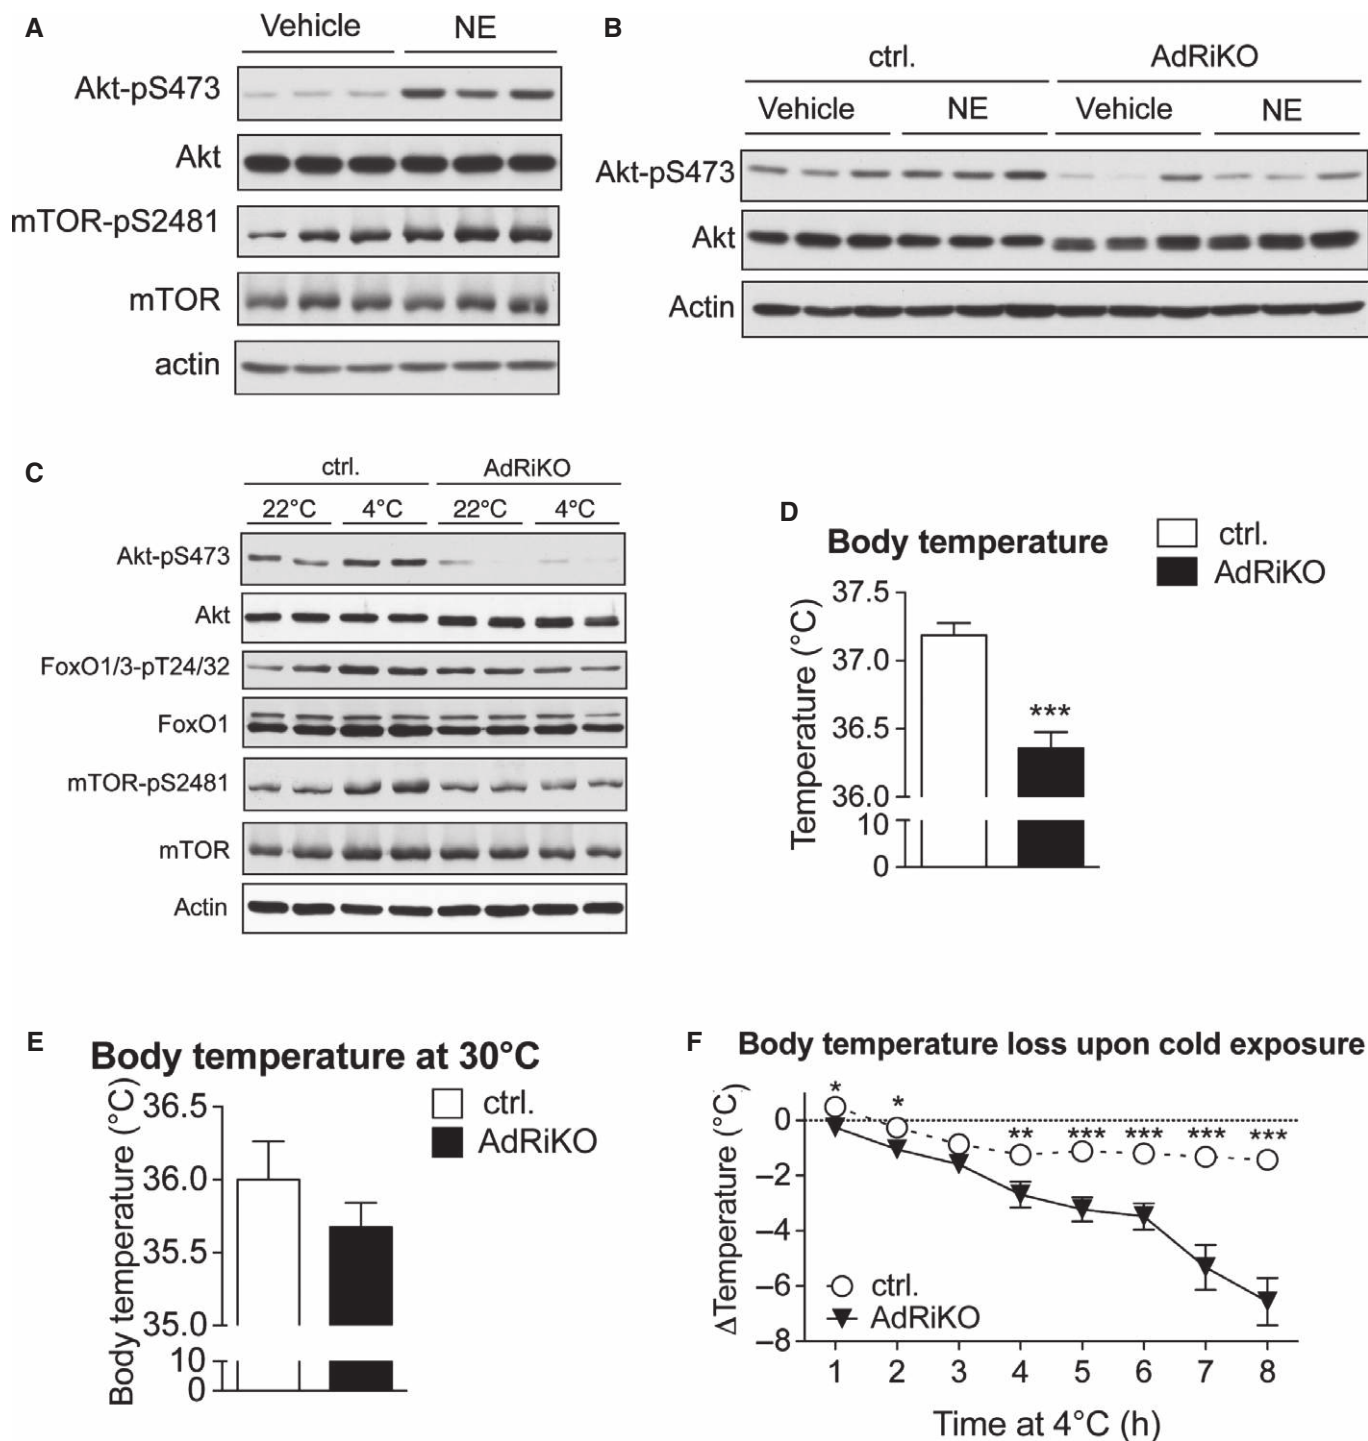 A
Vehicle NE
Akt-pS473
Akt
mTOR-pS2481
mTOR
actin
B
ctrl. AdRiKO
Vehicle NE Vehicle NE
Akt-pS473
Akt
Actin
C
ctrl. AdRiKO
22°C 4°C 22°C 4°C
Akt-pS473
Akt
FoxO1/3-pT24/32
FoxO1
mTOR-pS2481
mTOR
Actin
D
Body temperature
ctrl.
AdRiKO
Temperature (°C)
37.5
37.0
36.5
36.0
10
0
***
E
Body temperature at 30°C
ctrl.
AdRiKO
Body temperature (°C)
36.5
36.0
35.5
35.0
10
0
F
Body temperature loss upon cold exposure
ΔTemperature (°C)
0
–2
–4
–6
–8
* * ** *** *** *** ***
ctrl.
AdRiKO
1 2 3 4 5 6 7 8
Time at 4°C (h)